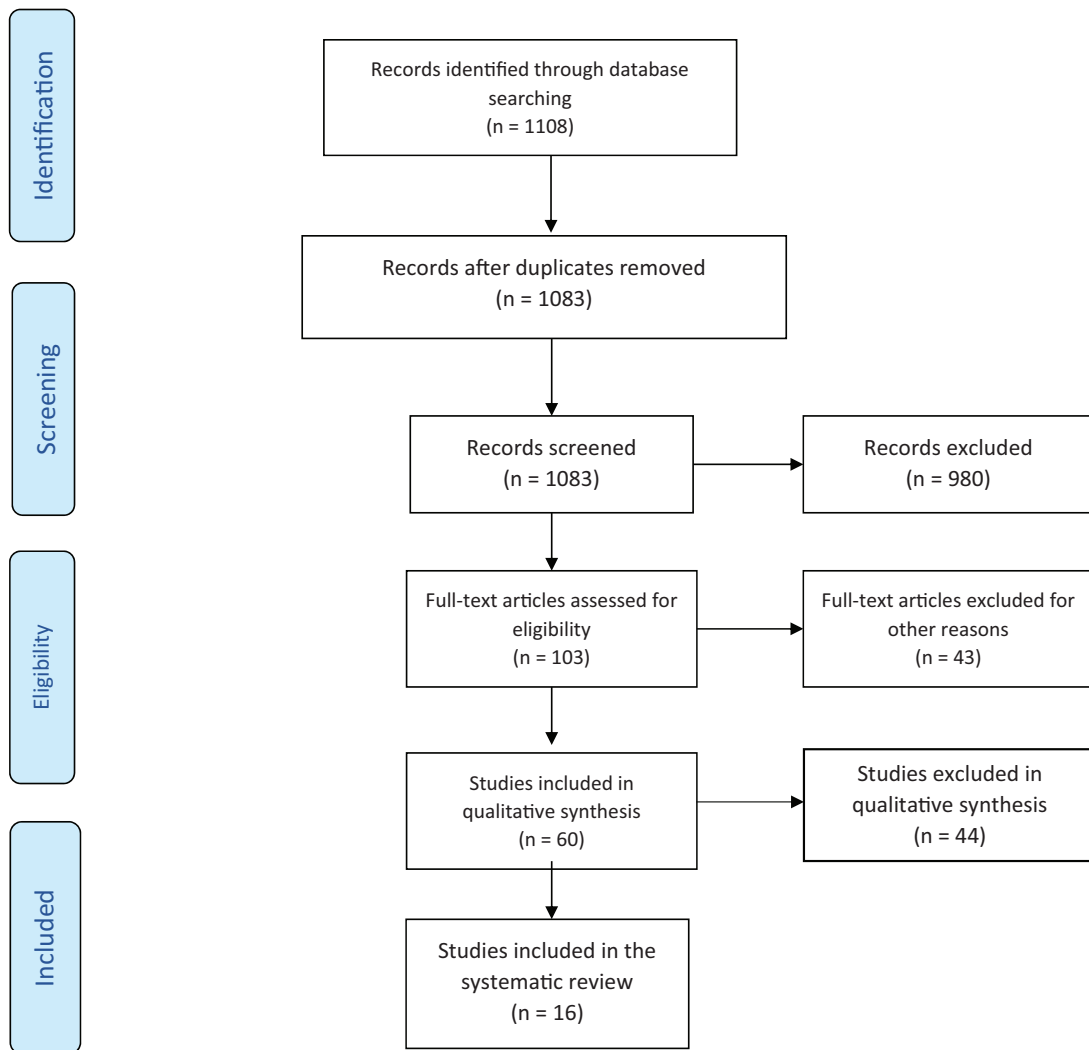 Identification
Records identified through database
searching
(n = 1108)
Records after duplicates removed
(n = 1083)
Screening
Records screened
(n = 1083)
Records excluded
(n = 980)
Eligibility
Full-text articles assessed for
eligibility
(n = 103)
Full-text articles excluded for
other reasons
(n = 43)
Studies included in
qualitative synthesis
(n = 60)
Studies excluded in
qualitative synthesis
(n = 44)
Included
Studies included in the
systematic review
(n = 16)